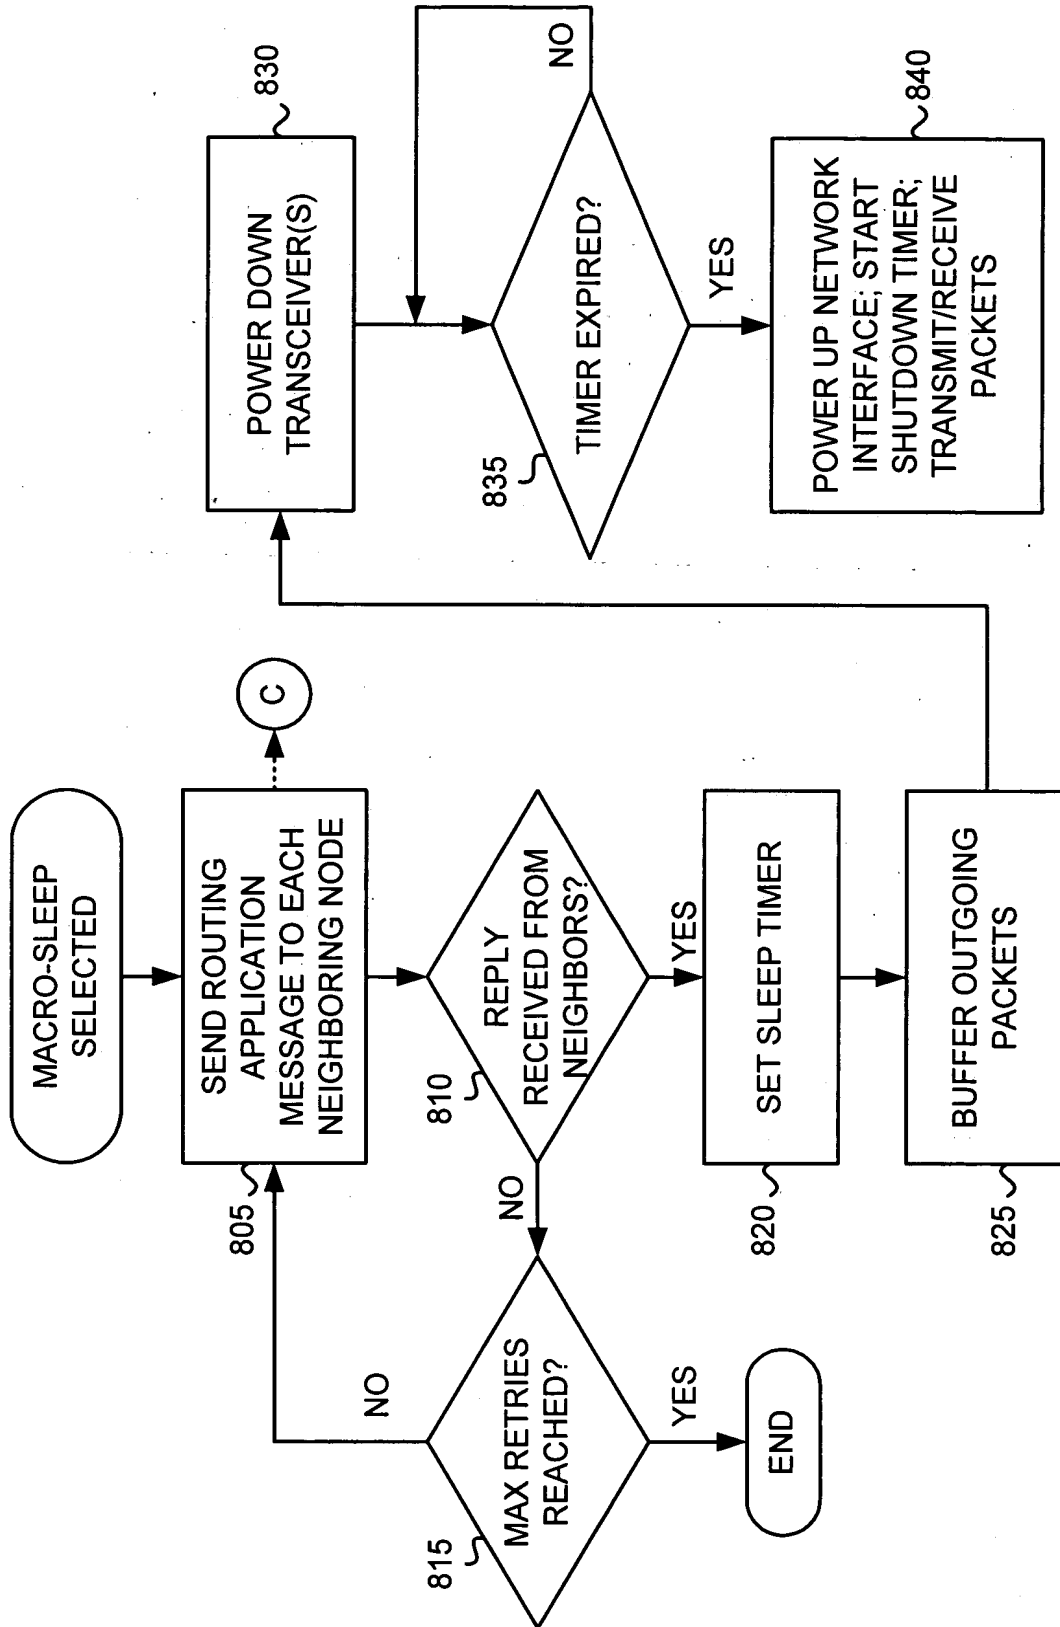 MACRO-SLEEP
SELECTED
SEND ROUTING
APPLICATION
MESSAGE TO EACH
NEIGHBORING NODE
805
C
REPLY
RECEIVED FROM
NEIGHBORS?
810
NO
YES
MAX RETRIES
REACHED?
815
NO
YES
END
SET SLEEP TIMER
820
BUFFER OUTGOING
PACKETS
825
POWER DOWN
TRANSCEIVER(S)
830
TIMER EXPIRED?
835
NO
YES
POWER UP NETWORK
INTERFACE; START
SHUTDOWN TIMER;
TRANSMIT/RECEIVE
PACKETS
840